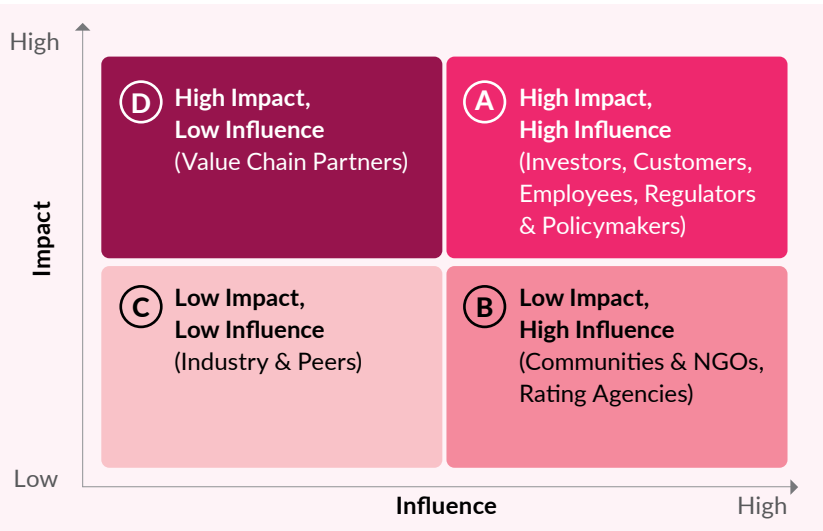 High
D
High Impact,
Low Influence
(Value Chain Partners)
A
High Impact,
High Influence
(Investors, Customers,
Employees, Regulators
& Policymakers)
Impact
C
Low Impact,
Low Influence
(Industry & Peers)
B
Low Impact,
High Influence
(Communities & NGOs,
Rating Agencies)
Low
Influence
High